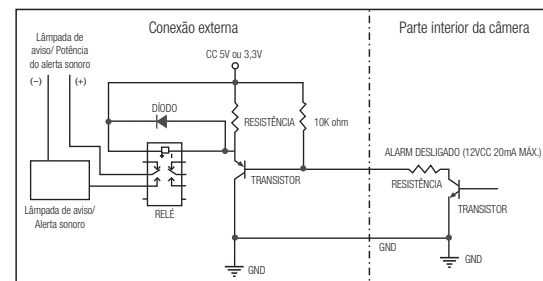 Conexão externa
Parte interior da câmera
Lâmpada de
aviso/ Potência
do alerta sonoro
(−) (+)
CC 5V ou 3,3V
DÍODO
RESISTÊNCIA
10K ohm
ALARM DESLIGADO (12VCC 20mA MÁX.)
RESISTÊNCIA
TRANSISTOR
TRANSISTOR
Lâmpada de aviso/
Alerta sonoro
RELÉ
GND
GND
GND